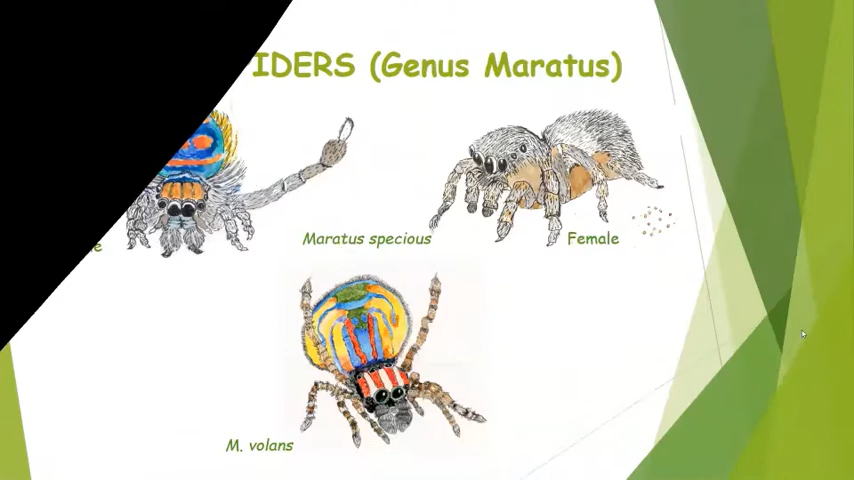 IDERS (Genus Maratus)
e
Maratus specious
Female
M. volans